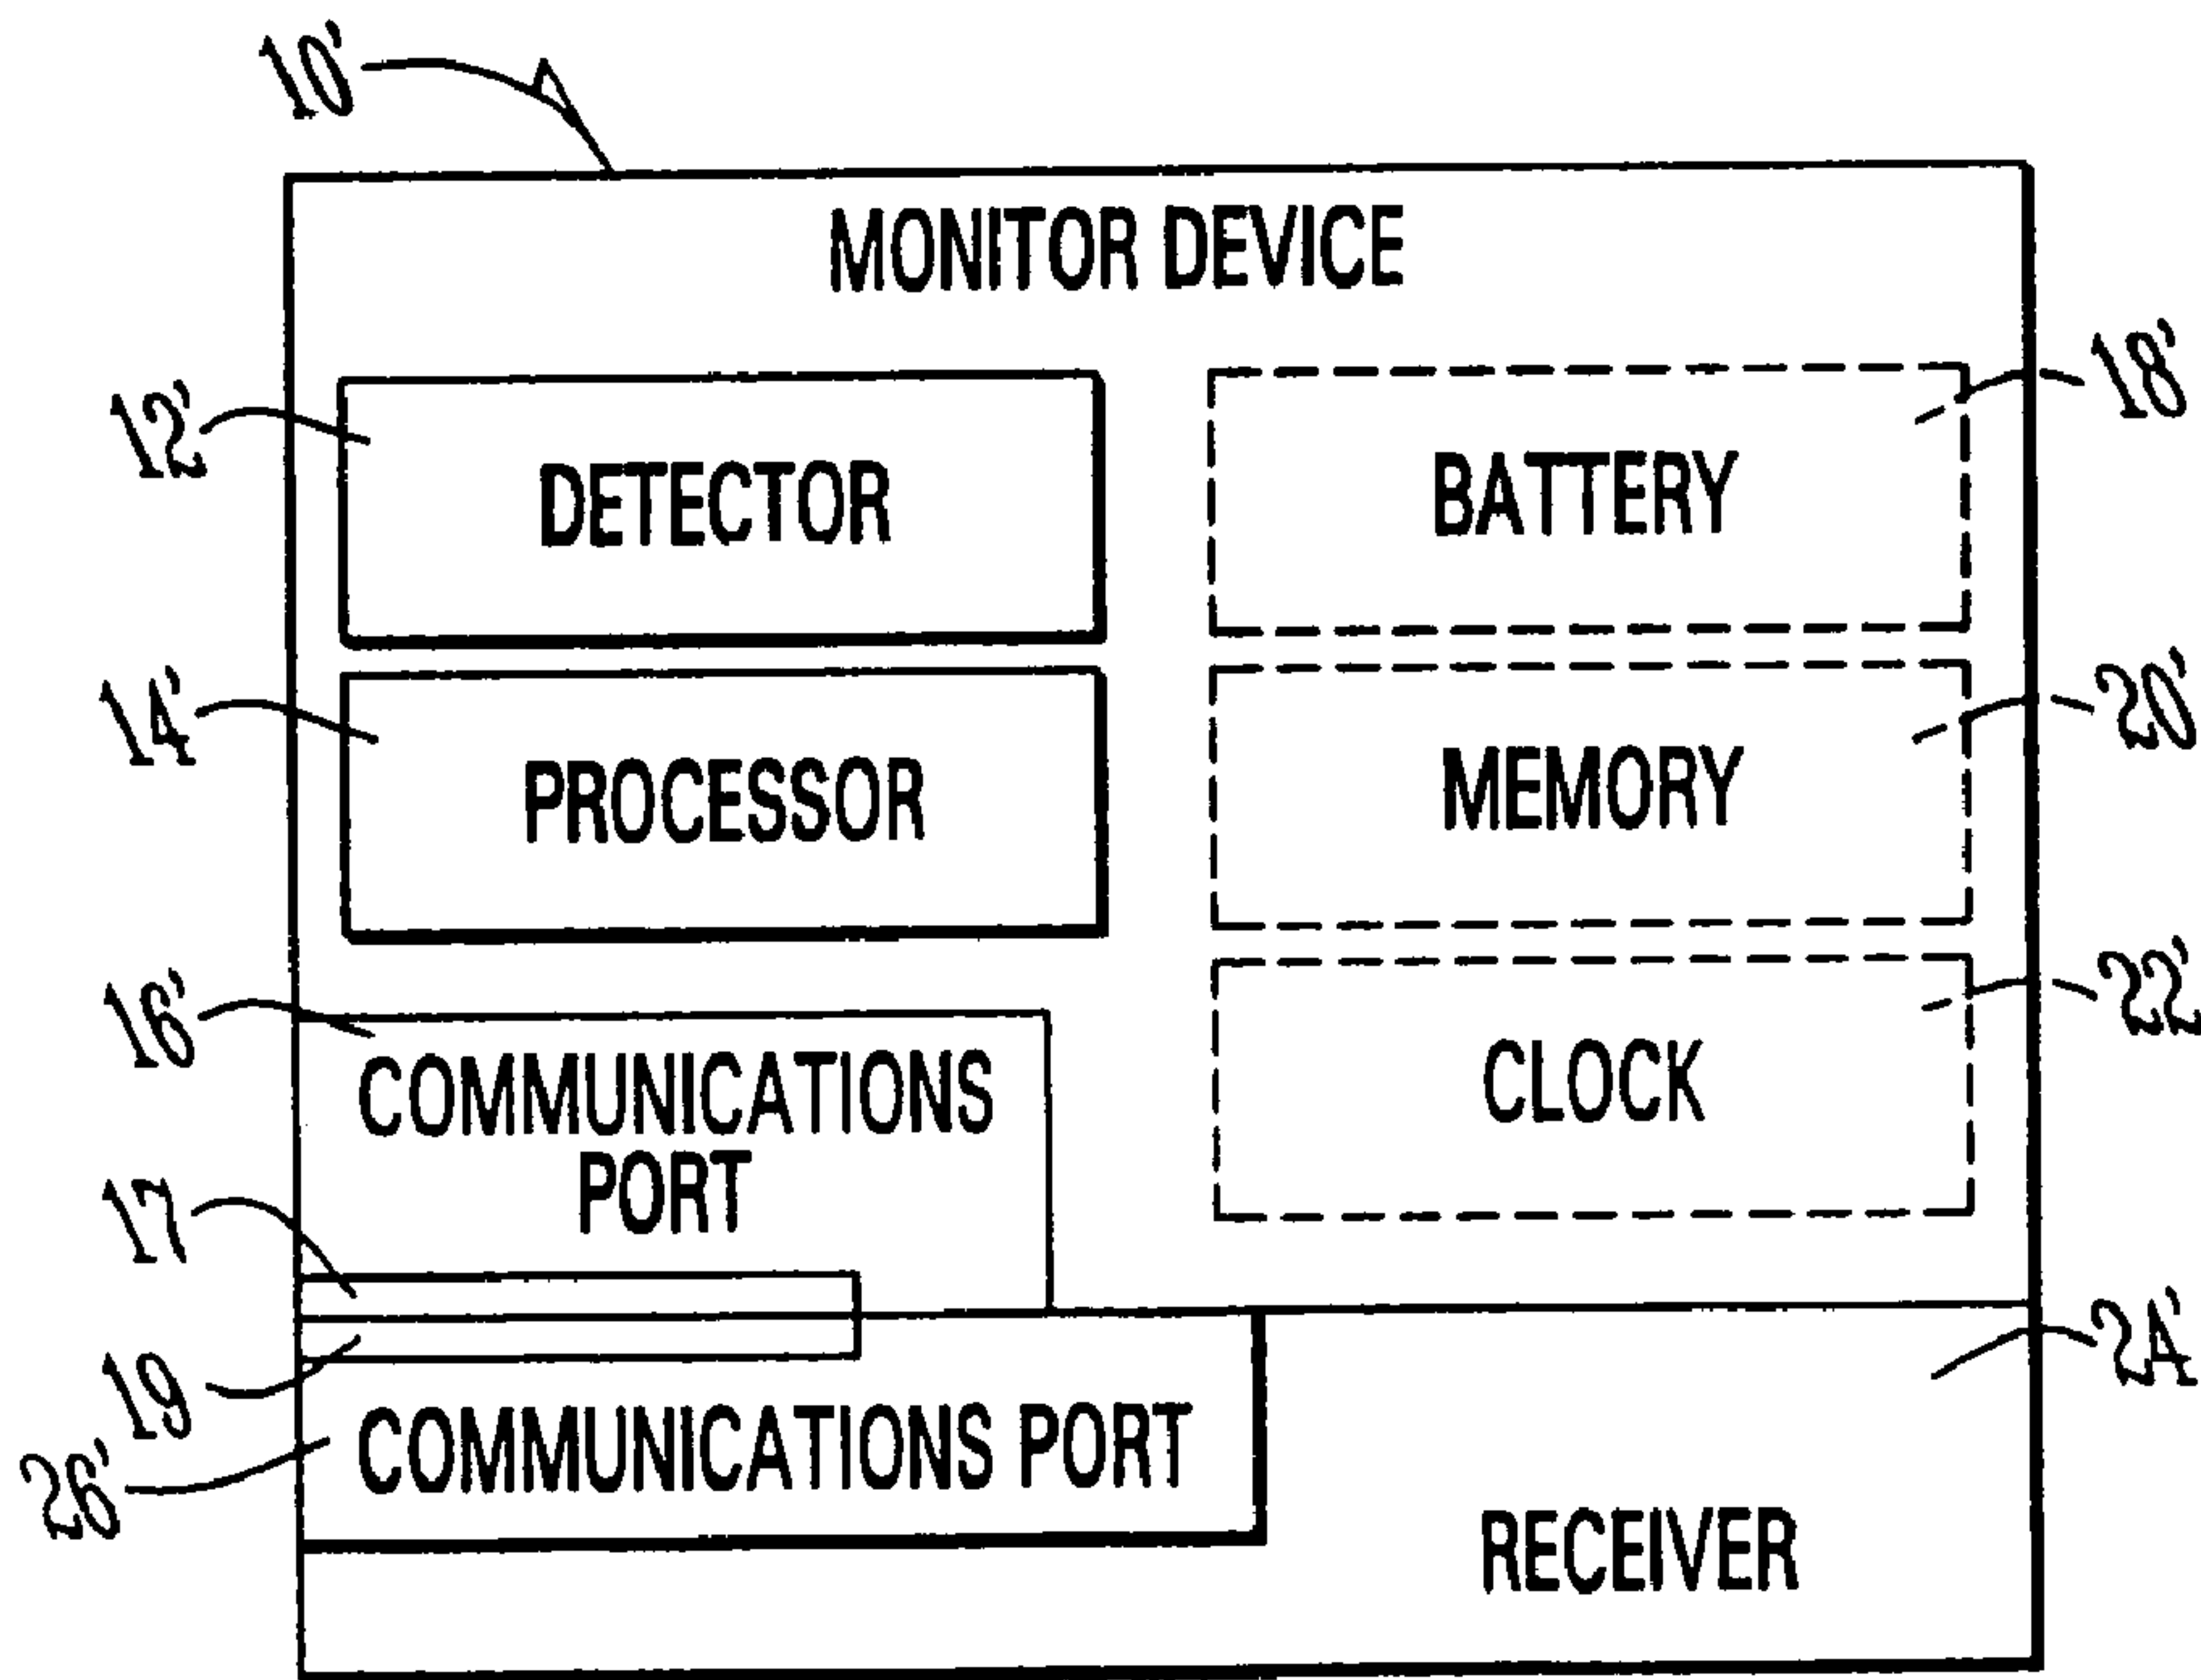 10'
MONITOR DEVICE
12'
DETECTOR
BATTERY
18'
14'
PROCESSOR
MEMORY
20'
16'
COMMUNICATIONS
PORT
CLOCK
22'
17
19
24'
26'
COMMUNICATIONS PORT
RECEIVER